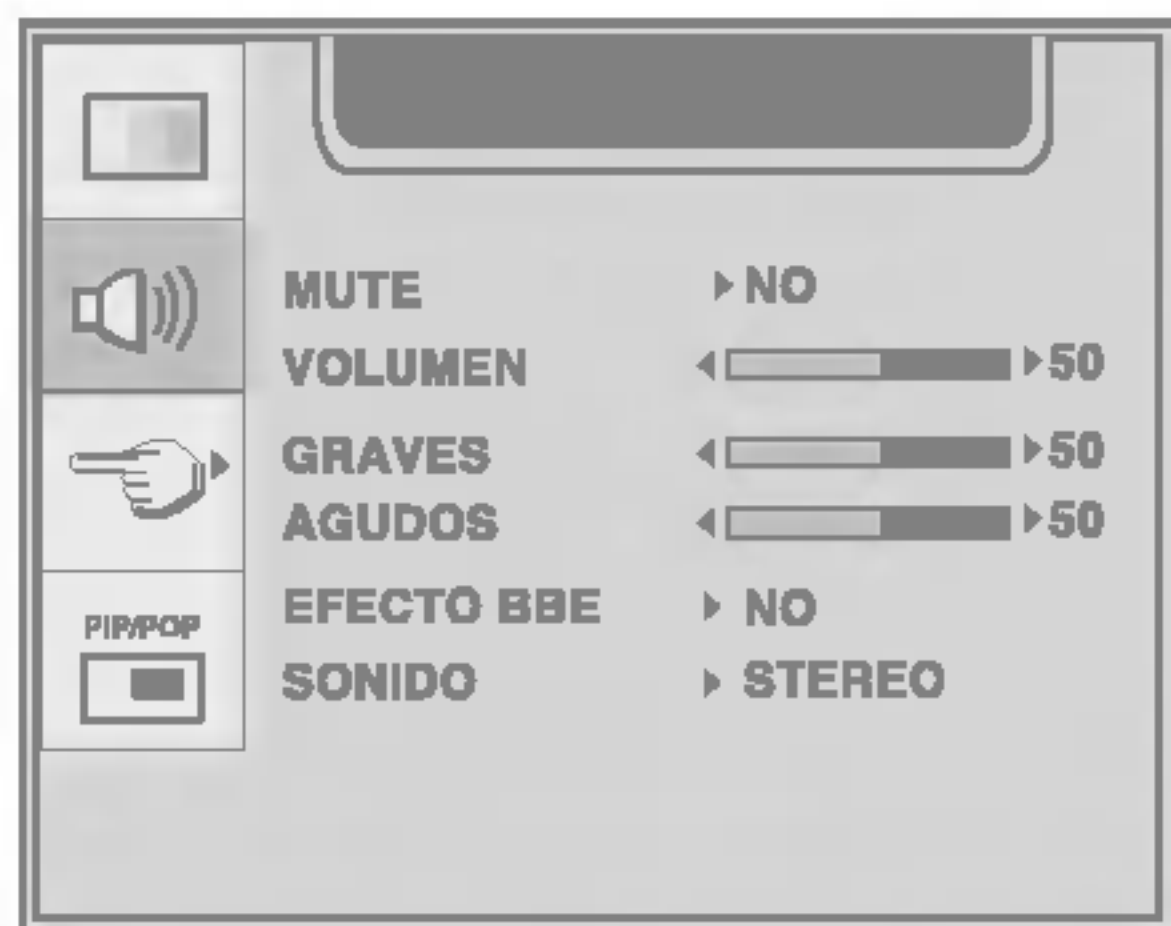 MUTE NO
VOLUMEN 50
GRAVES 50
AGUDOS 50
EFECTO BBE NO
SONIDO STEREO
PIP/POP